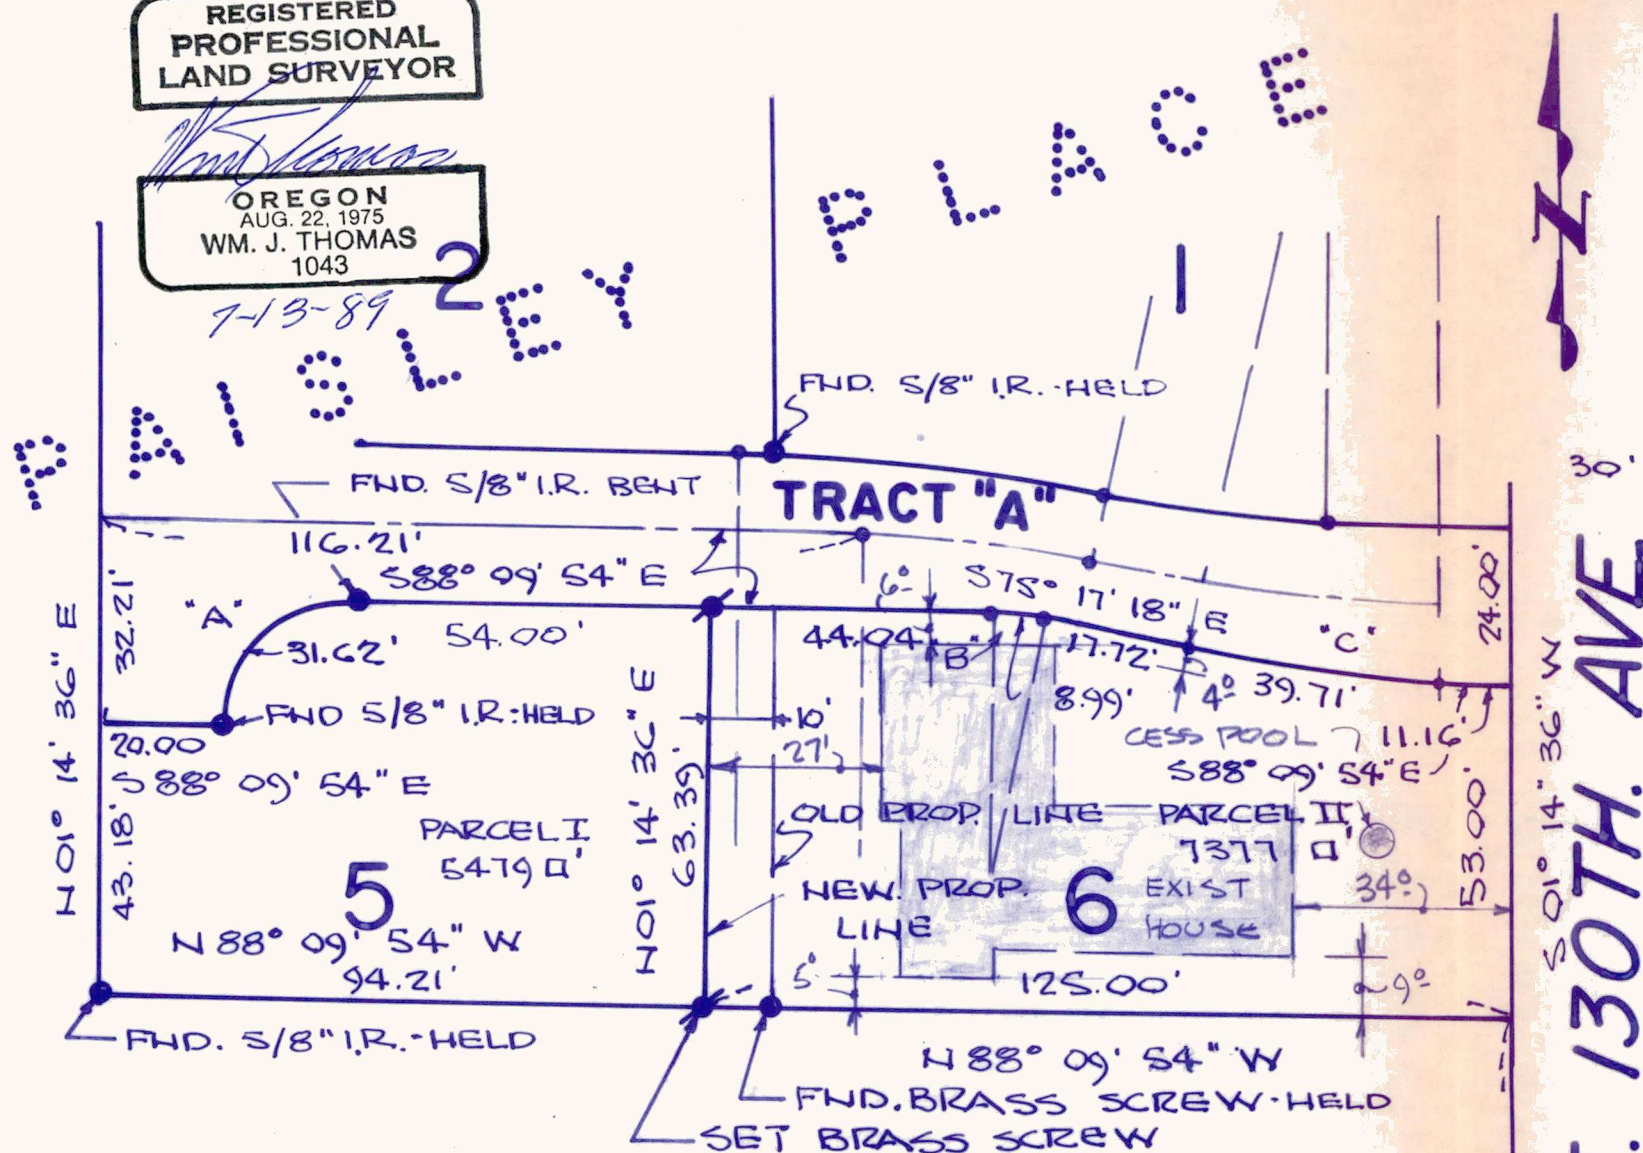 REGISTERED
PROFESSIONAL
LAND SURVEYOR
OREGON
AUG. 22, 1975
WM. J. THOMAS
1043
7-13-89
PAISLEY PLACE
2
1
N
30'
FND. 5/8" I.R.-HELD
FND. 5/8" I.R. BENT
TRACT "A"
116.21'
S88° 09' 54" E
"A"
54.00'
31.62'
32.21'
N01° 14' 36" E
6°
S75° 17' 18" E
"C"
24.00'
44.04'
"B"
17.72'
8.99'
4°
39.71'
11.16'
S88° 09' 54" E
CESS POOL
FND 5/8" I.R.-HELD
20.00
S88° 09' 54" E
43.18'
N01° 14' 36" E
63.39'
10'
27'
OLD PROP. LINE
PARCEL II
7377 □'
PARCEL I
5479 □'
5
NEW. PROP.
LINE
6
EXIST
HOUSE
34°
53.00'
S 01° 14' 36" W
130TH. AVE
N 88° 09' 54" W
94.21'
5°
125.00'
9°
FND. 5/8" I.R.-HELD
N 88° 09' 54" W
FND. BRASS SCREW-HELD
SET BRASS SCREW